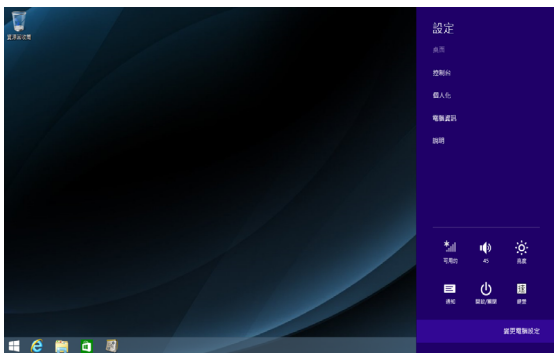 資源回收筒
設定
桌面
控制台
個人化
電腦資訊
說明
可用的
45
亮度
通知
開啟/關閉
鍵盤
變更電腦設定